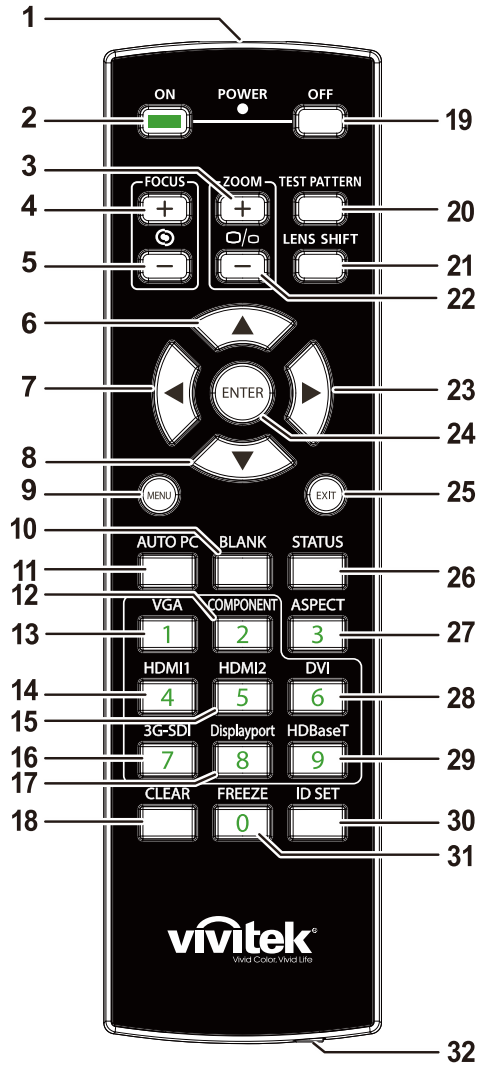 1
ON POWER OFF
2 19
3 FOCUS ZOOM TEST PATTERN
4 + + 20
LENS SHIFT
5 − − 21
22
6
7 ENTER 23
24
8
9 MENU EXIT 25
10 AUTO PC BLANK STATUS
11 26
12 VGA COMPONENT ASPECT
13 1 2 3 27
HDMI1 HDMI2 DVI
14 4 5 6 28
15
3G-SDI Displayport HDBaseT
16 7 8 9 29
17
CLEAR FREEZE ID SET
18 0 30
31
vivitek®
Vivid Color, Vivid Life
32